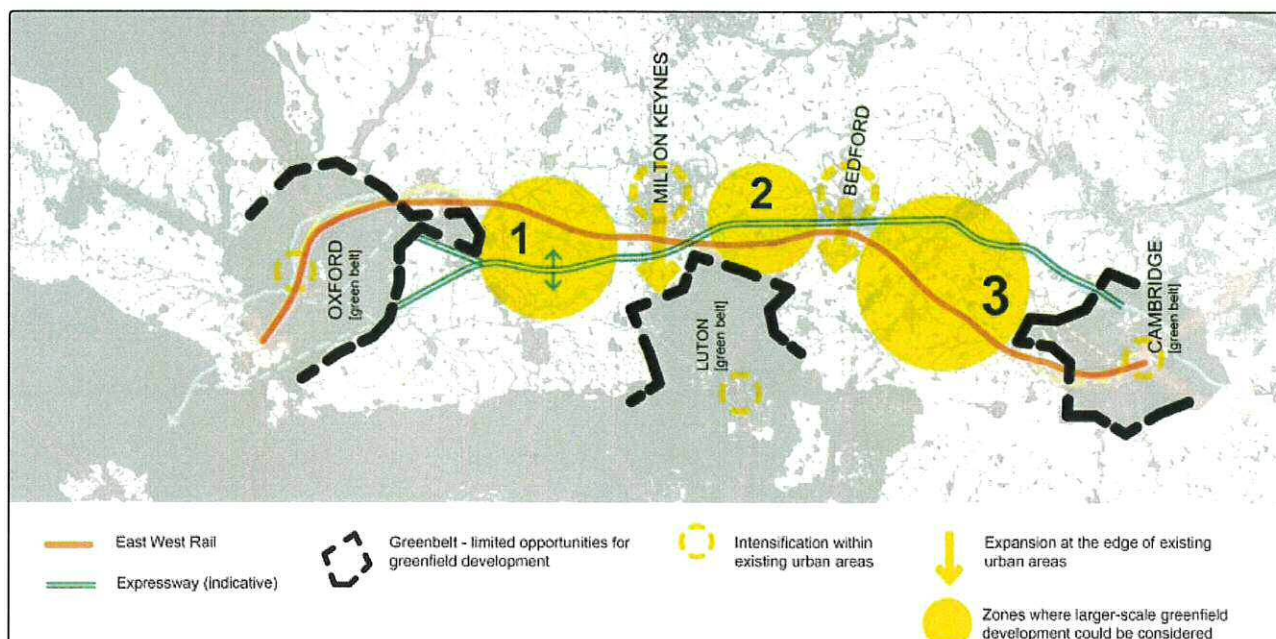 MILTON KEYNES
BEDFORD
OXFORD
[green belt]
1
2
3
LUTON
[green belt]
CAMBRIDGE
[green belt]
East West Rail
Expressway (indicative)
Greenbelt - limited opportunities for
greenfield development
Intensification within
existing urban areas
Expansion at the edge of existing
urban areas
Zones where larger-scale greenfield
development could be considered